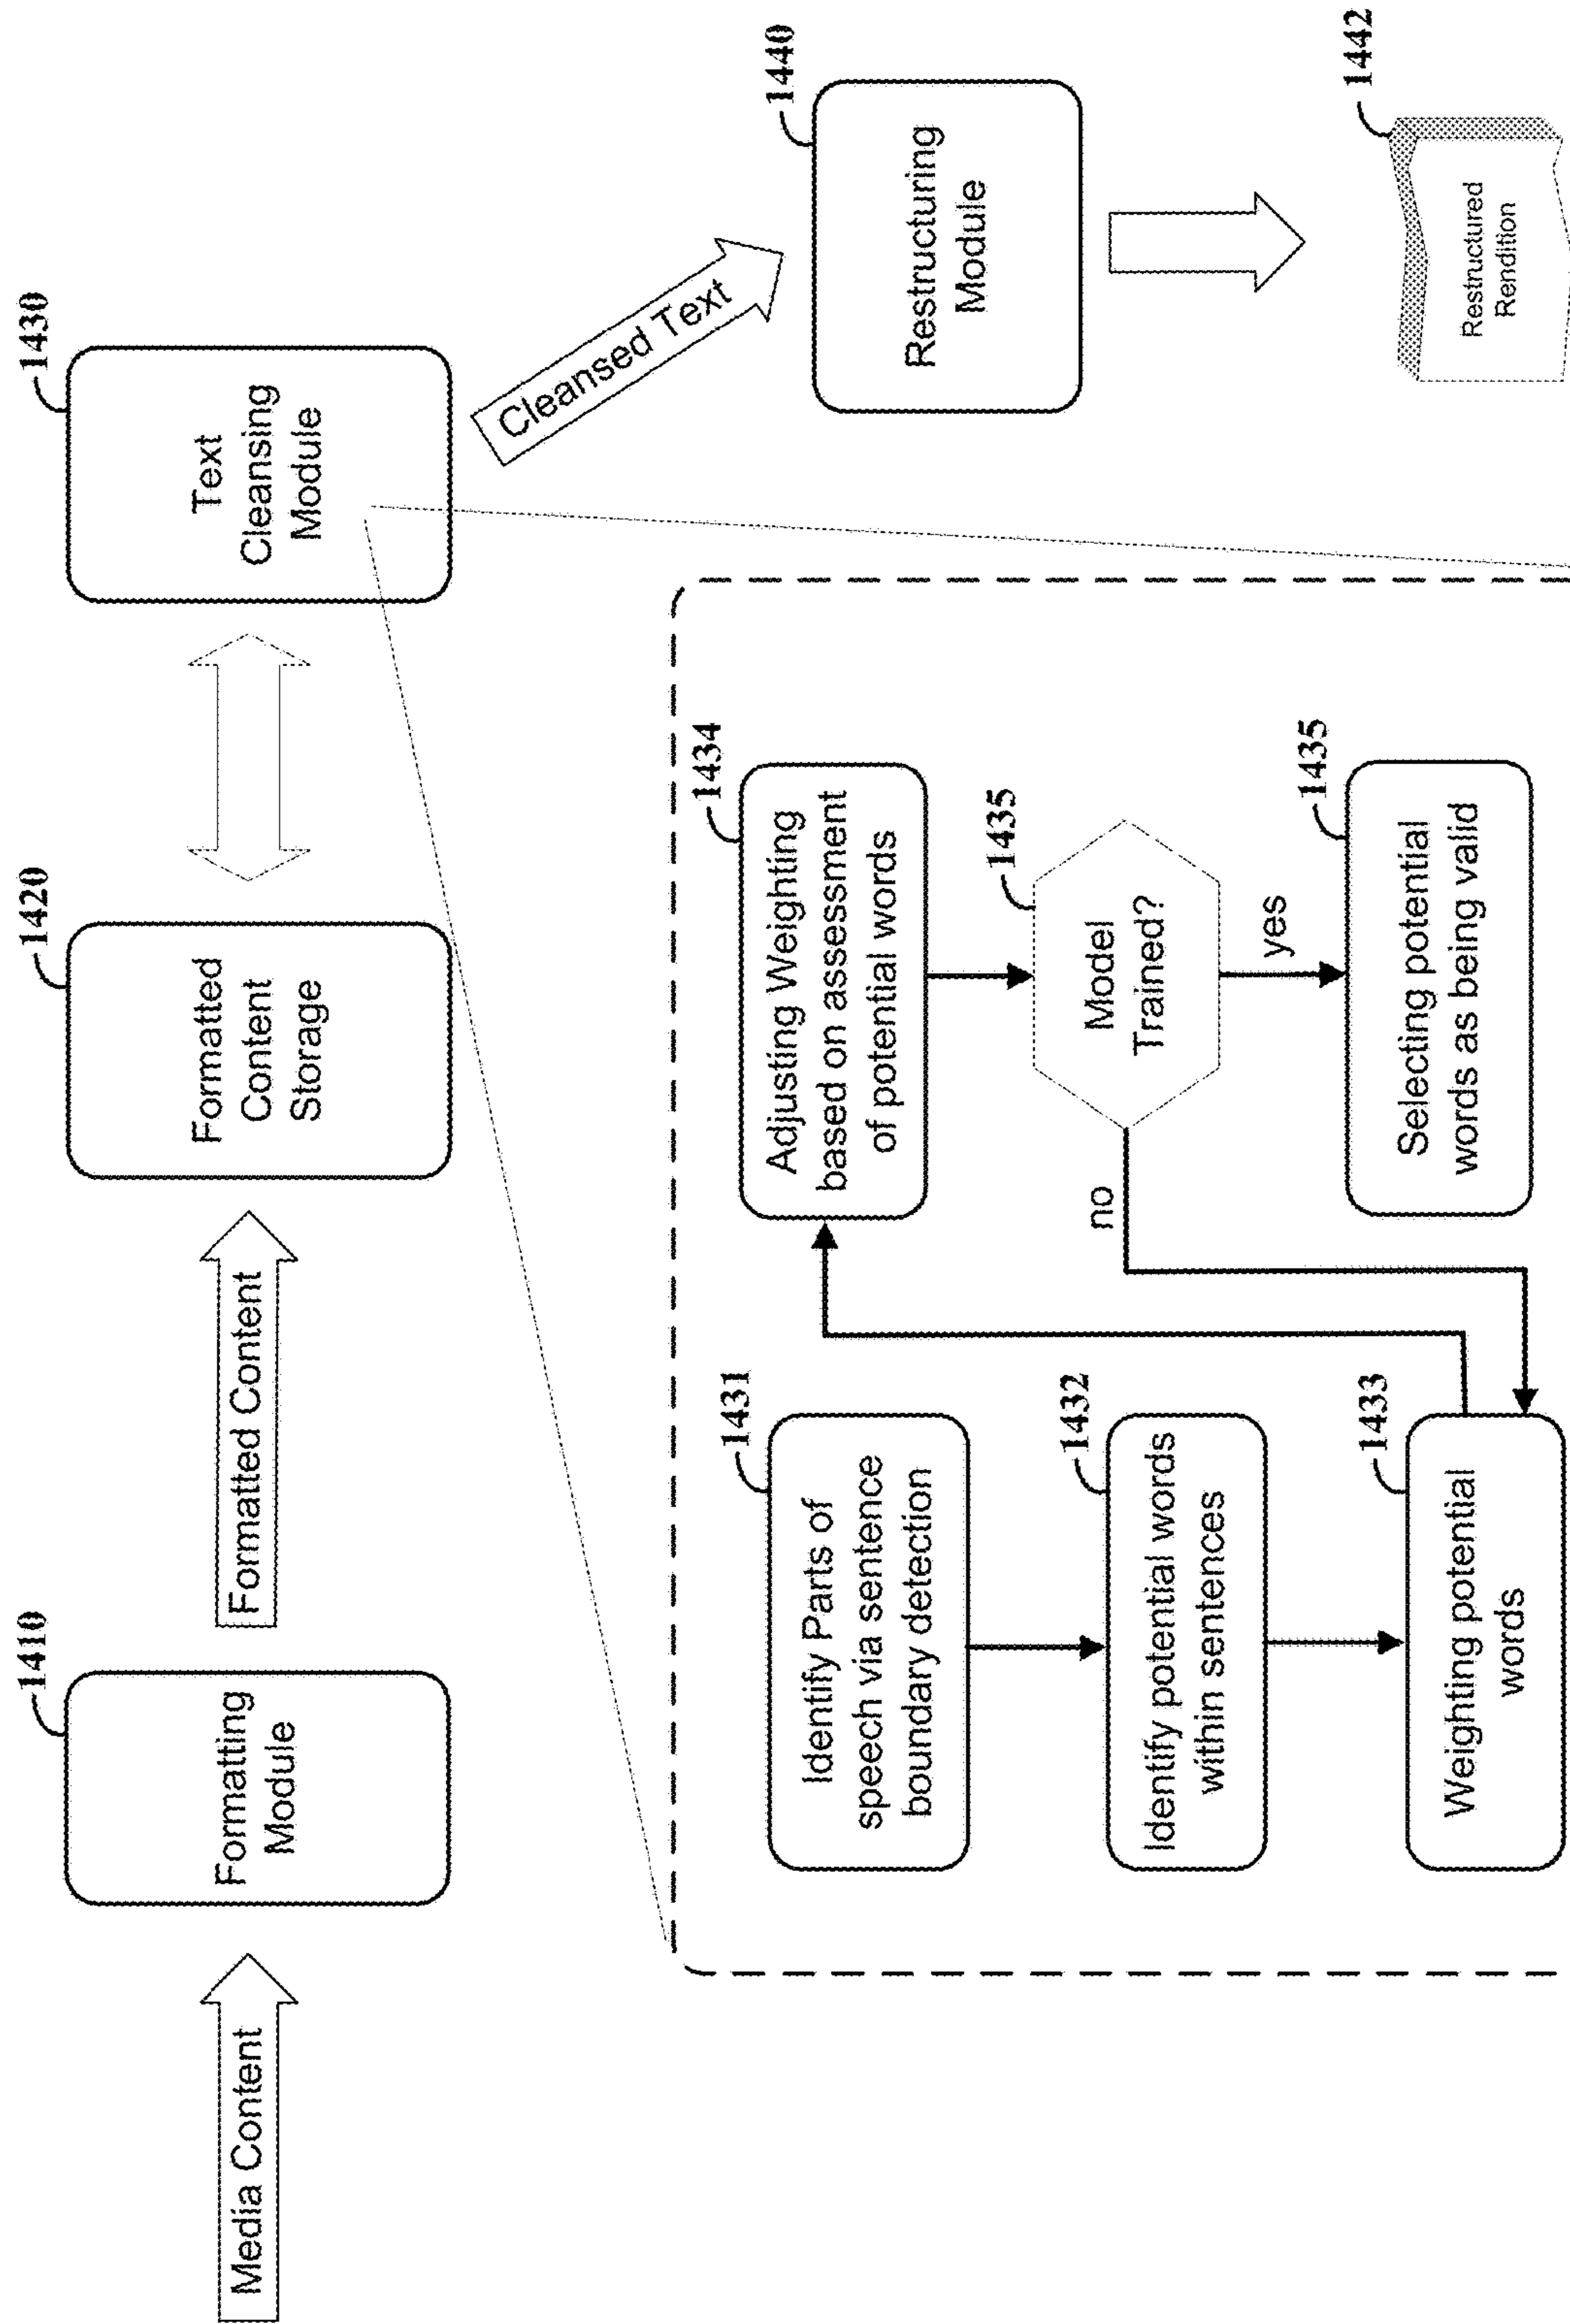 Media Content
1410
Formatting
Module
Formatted Content
1420
Formatted
Content
Storage
1430
Text
Cleansing
Module
Cleansed Text
1440
Restructuring
Module
1442
Restructured
Rendition
1431
Identify Parts of
speech via sentence
boundary detection
1432
Identify potential words
within sentences
1433
Weighting potential
words
1434
Adjusting Weighting
based on assessment
of potential words
1435
Model
Trained?
no
yes
1435
Selecting potential
words as being valid